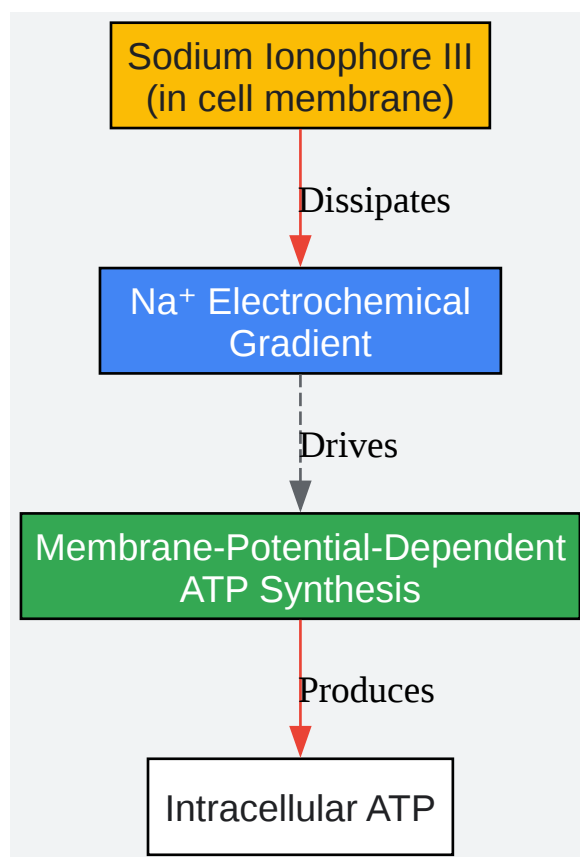 Sodium Ionophore III
(in cell membrane)
Dissipates
Na⁺ Electrochemical
Gradient
Drives
Membrane-Potential-Dependent
ATP Synthesis
Produces
Intracellular ATP